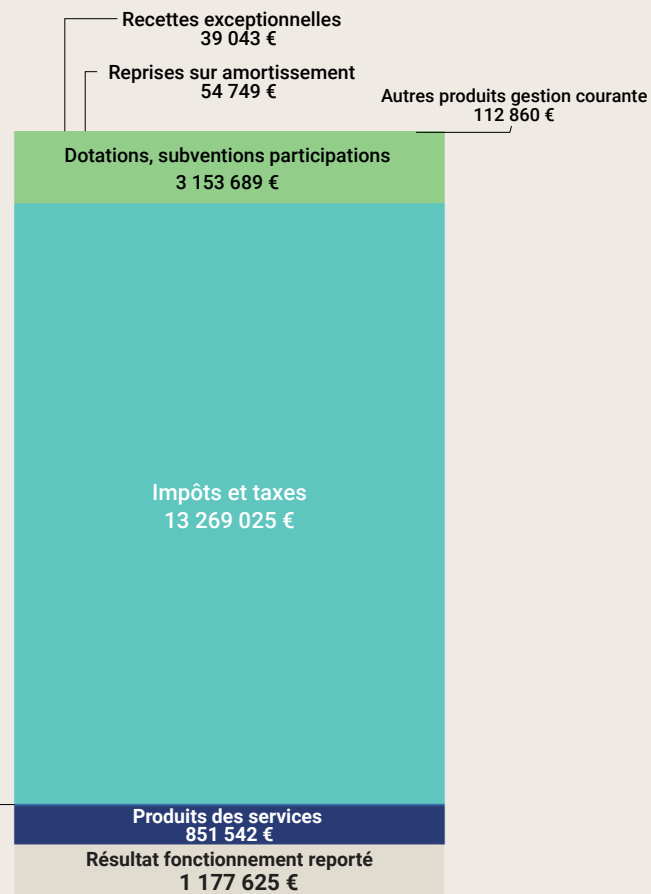 Recettes exceptionnelles
39 043 €
Reprises sur amortissement
54 749 €
Autres produits gestion courante
112 860 €
Dotations, subventions participations
3 153 689 €
Impôts et taxes
13 269 025 €
Produits des services
851 542 €
Résultat fonctionnement reporté
1 177 625 €